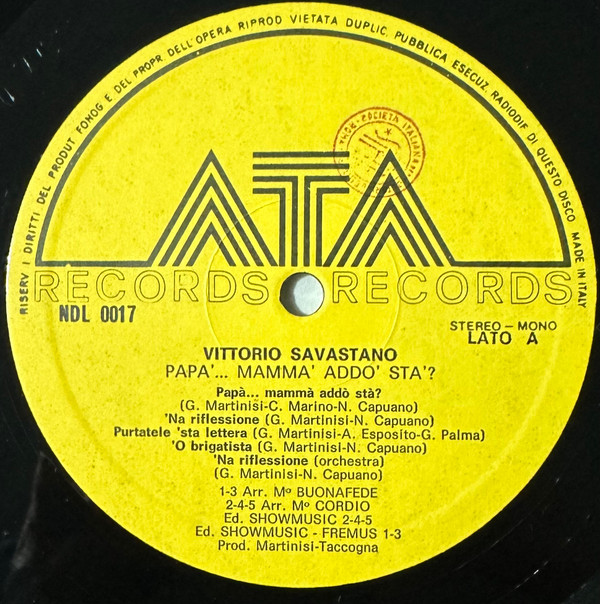 RISERV I DIRITTI DEL PRODUT FONOG E DEL PROPR. DELL'OPERA RIPROD VIETATA DUPLIC. PUBBLICA ESECUZ. RADIODIF DI QUESTO DISCO MADE IN ITALY
ATA
RECORDS RECORDS
NDL 0017
STEREO – MONO
LATO A
VITTORIO SAVASTANO
PAPA'... MAMMA' ADDO' STA'?
Papà... mammà addò stà?
(G. Martinisi-C. Marino-N. Capuano)
'Na riflessione (G. Martinisi-N. Capuano)
Purtatele 'sta lettera (G. Martinisi-A. Esposito-G. Palma)
'O brigatista (G. Martinisi-N. Capuano)
'Na riflessione (orchestra)
(G. Martinisi-N. Capuano)
1-3 Arr. Mº BUONAFEDE
2-4-5 Arr. Mº CORDIO
Ed. SHOWMUSIC 2-4-5
Ed. SHOWMUSIC - FREMUS 1-3
Prod. Martinisi-Taccogna